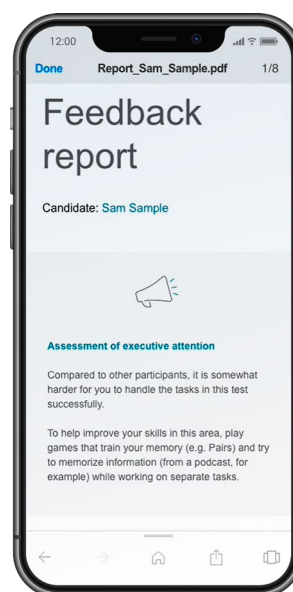 12:00
Done Report_Sam_Sample.pdf 1/8
Feedback
report
Candidate: Sam Sample
Assessment of executive attention
Compared to other participants, it is somewhat
harder for you to handle the tasks in this test
successfully.
To help improve your skills in this area, play
games that train your memory (e.g. Pairs) and try
to memorize information (from a podcast, for
example) while working on separate tasks.